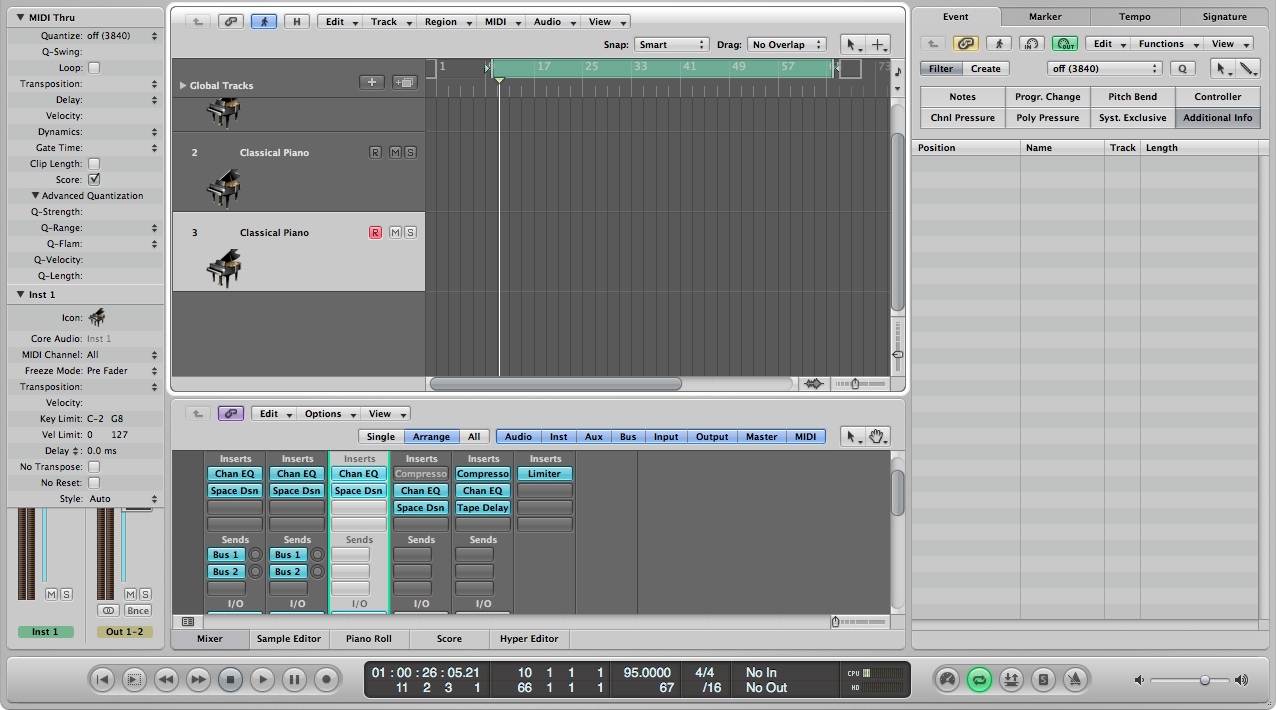 MIDI Thru
Quantize: off (3840)
Q-Swing:
Loop:
Transposition:
Delay:
Velocity:
Dynamics:
Gate Time:
Clip Length:
Score:
Advanced Quantization
Q-Strength:
Q-Range:
Q-Flam:
Q-Velocity:
Q-Length:
Inst 1
Icon:
Core Audio: Inst 1
MIDI Channel: All
Freeze Mode: Pre Fader
Transposition:
Velocity:
Key Limit: C-2 G8
Vel Limit: 0 127
Delay: 0.0 ms
No Transpose:
No Reset:
Style: Auto
M S
M S
Bnce
Inst 1
Out 1-2
H Edit Track Region MIDI Audio View
Snap: Smart Drag: No Overlap
Global Tracks
1 17 25 33 41 49 57 73
2 Classical Piano R M S
3 Classical Piano R M S
Edit Options View
Single Arrange All Audio Inst Aux Bus Input Output Master MIDI
Inserts Inserts Inserts Inserts Inserts Inserts
Chan EQ Chan EQ Chan EQ Compresso Compresso Limiter
Space Dsn Space Dsn Space Dsn Chan EQ Chan EQ
Space Dsn Tape Delay
Sends Sends Sends Sends Sends
Bus 1 Bus 1
Bus 2 Bus 2
I/O I/O I/O I/O I/O
Mixer Sample Editor Piano Roll Score Hyper Editor
Event Marker Tempo Signature
IN OUT Edit Functions View
Filter Create off (3840) Q
Notes Progr. Change Pitch Bend Controller
Chnl Pressure Poly Pressure Syst. Exclusive Additional Info
Position Name Track Length
01 : 00 : 26 : 05.21 10 1 1 1 95.0000 4/4 No In CPU
11 2 3 1 66 1 1 1 67 /16 No Out HD
S